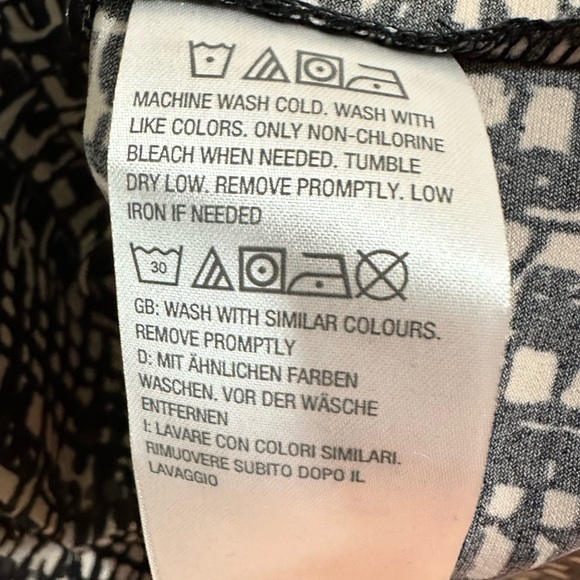 MACHINE WASH COLD. WASH WITH
LIKE COLORS. ONLY NON-CHLORINE
BLEACH WHEN NEEDED. TUMBLE
DRY LOW. REMOVE PROMPTLY. LOW
IRON IF NEEDED
30
GB: WASH WITH SIMILAR COLOURS.
REMOVE PROMPTLY
D: MIT ÄHNLICHEN FARBEN
WASCHEN. VOR DER WÄSCHE
ENTFERNEN
I: LAVARE CON COLORI SIMILARI.
RIMUOVERE SUBITO DOPO IL
LAVAGGIO